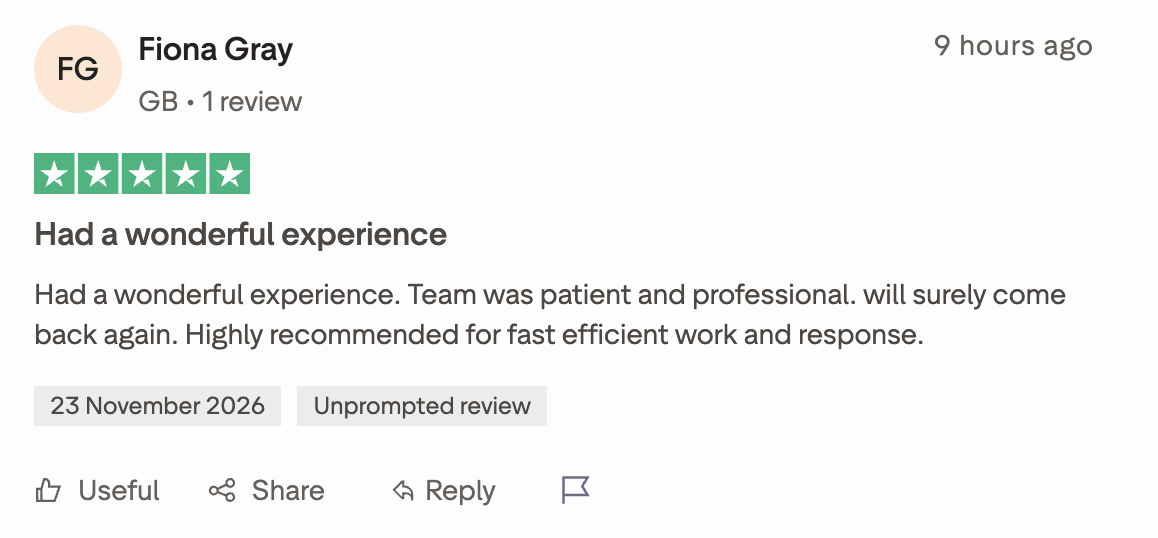 FG
Fiona Gray
9 hours ago
GB • 1 review
Had a wonderful experience
Had a wonderful experience. Team was patient and professional. will surely come
back again. Highly recommended for fast efficient work and response.
23 November 2026
Unprompted review
Useful
Share
Reply